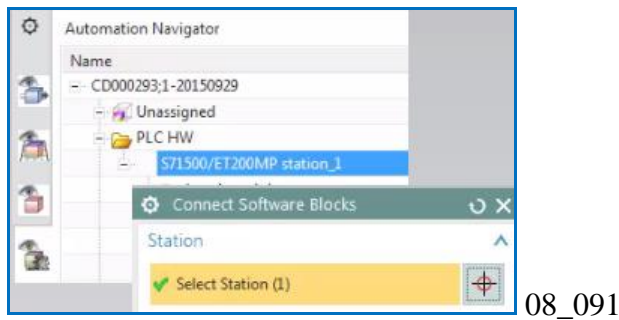 Automation Navigator
Name
CD000293;1-20150929
Unassigned
PLC HW
S71500/ET200MP station_1
Connect Software Blocks
Station
Select Station (1)
08_091